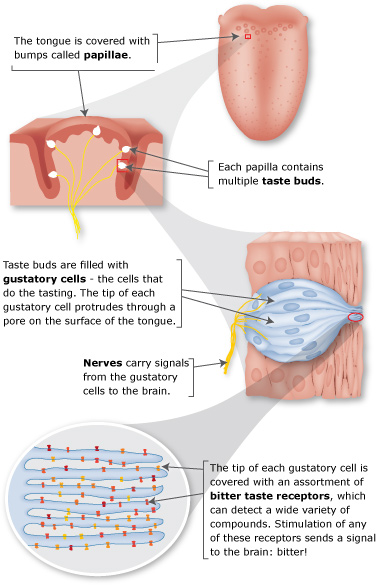 The tongue is covered with
bumps called papillae.
Each papilla contains
multiple taste buds.
Taste buds are filled with
gustatory cells - the cells that
do the tasting. The tip of each
gustatory cell protrudes through a
pore on the surface of the tongue.
Nerves carry signals
from the gustatory
cells to the brain.
The tip of each gustatory cell is
covered with an assortment of
bitter taste receptors, which
can detect a wide variety of
compounds. Stimulation of any
of these receptors sends a signal
to the brain: bitter!